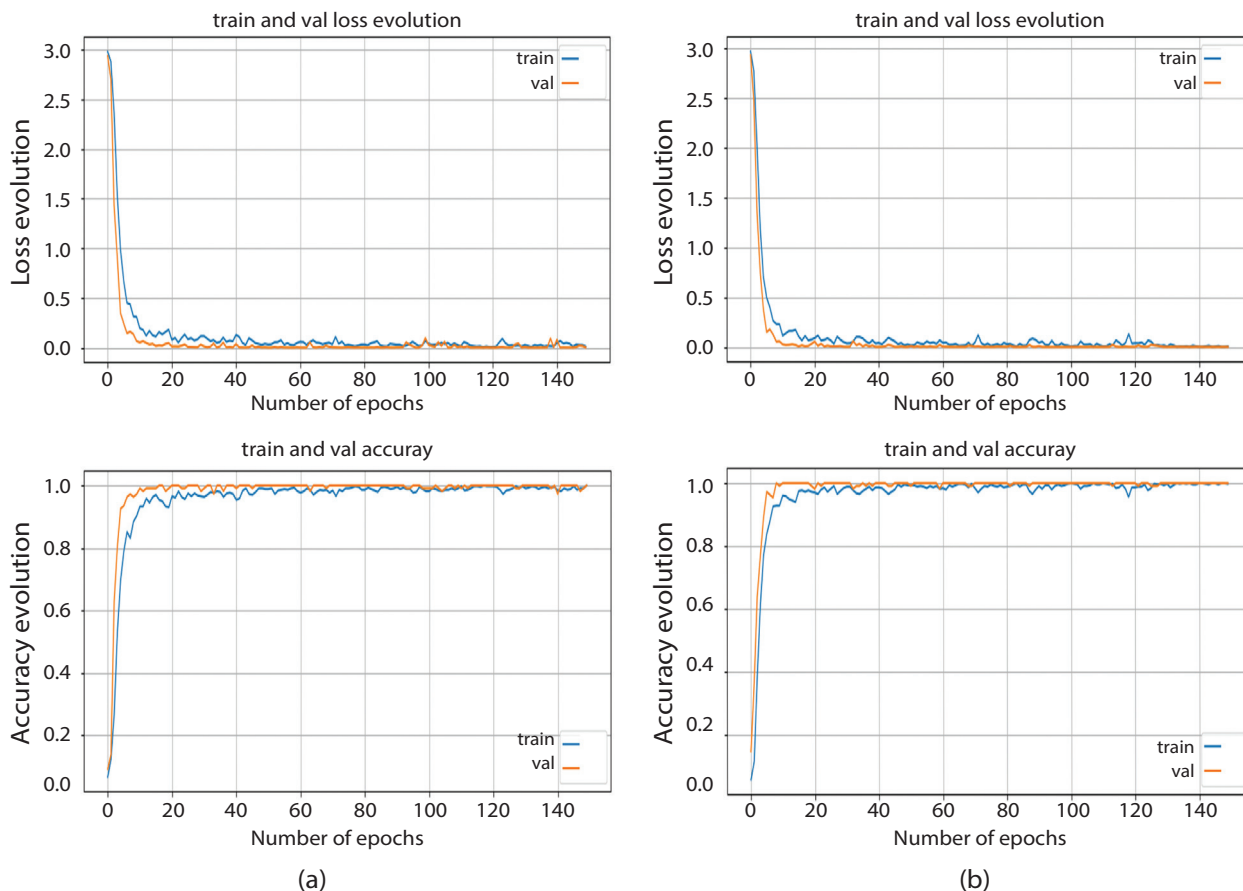 train and val loss evolution
Loss evolution
3.0
2.5
2.0
1.5
1.0
0.5
0.0
train
val
0 20 40 60 80 100 120 140
Number of epochs
train and val loss evolution
Loss evolution
3.0
2.5
2.0
1.5
1.0
0.5
0.0
train
val
0 20 40 60 80 100 120 140
Number of epochs
train and val accuray
Accuracy evolution
1.0
0.8
0.6
0.4
0.2
0.0
train
val
0 20 40 60 80 100 120 140
Number of epochs
(a)
train and val accuray
Accuracy evolution
1.0
0.8
0.6
0.4
0.2
0.0
train
val
0 20 40 60 80 100 120 140
Number of epochs
(b)